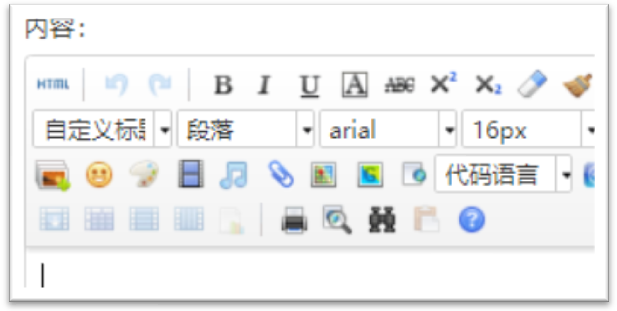 内容：
HTML B I U A ABC X² X₂
自定义标题 段落 arial 16px
代码语言
?